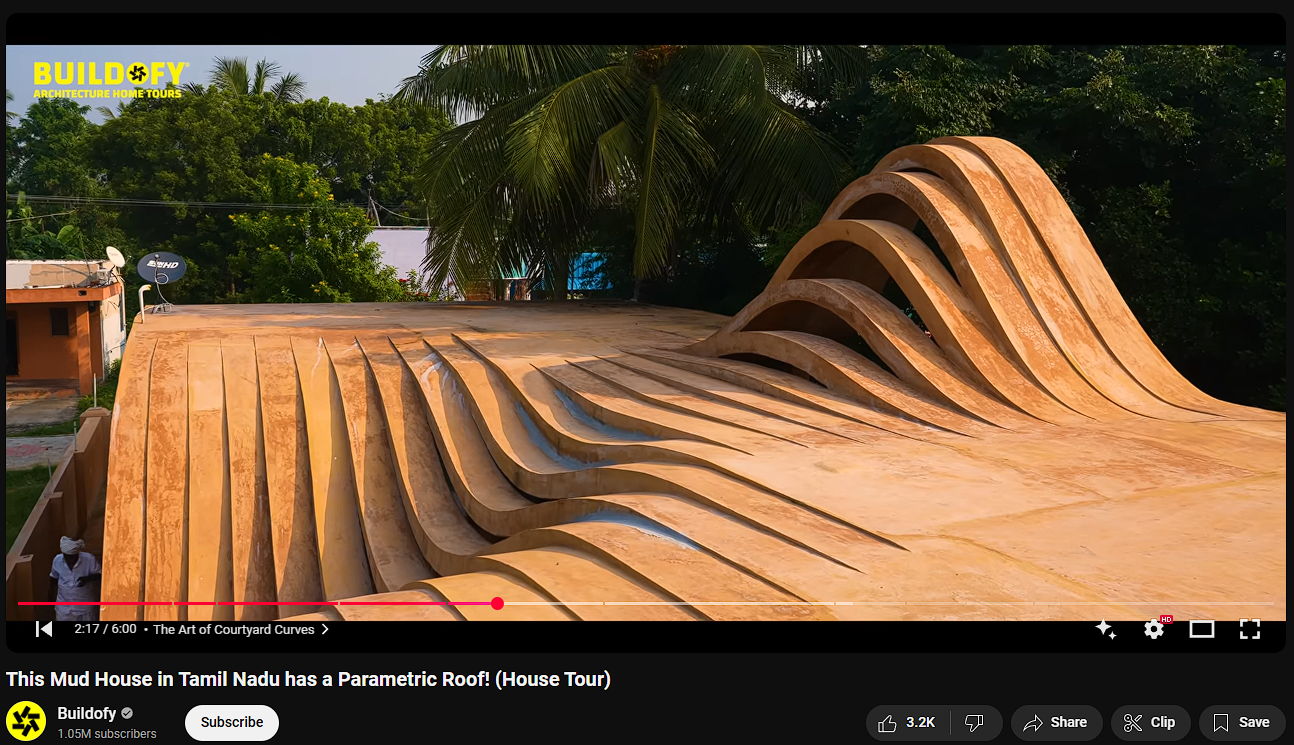 BUILDOFY
ARCHITECTURE HOME TOURS
HD
2:17 / 6:00 • The Art of Courtyard Curves
This Mud House in Tamil Nadu has a Parametric Roof! (House Tour)
Buildofy
1.05M subscribers
Subscribe
3.2K
Share
Clip
Save